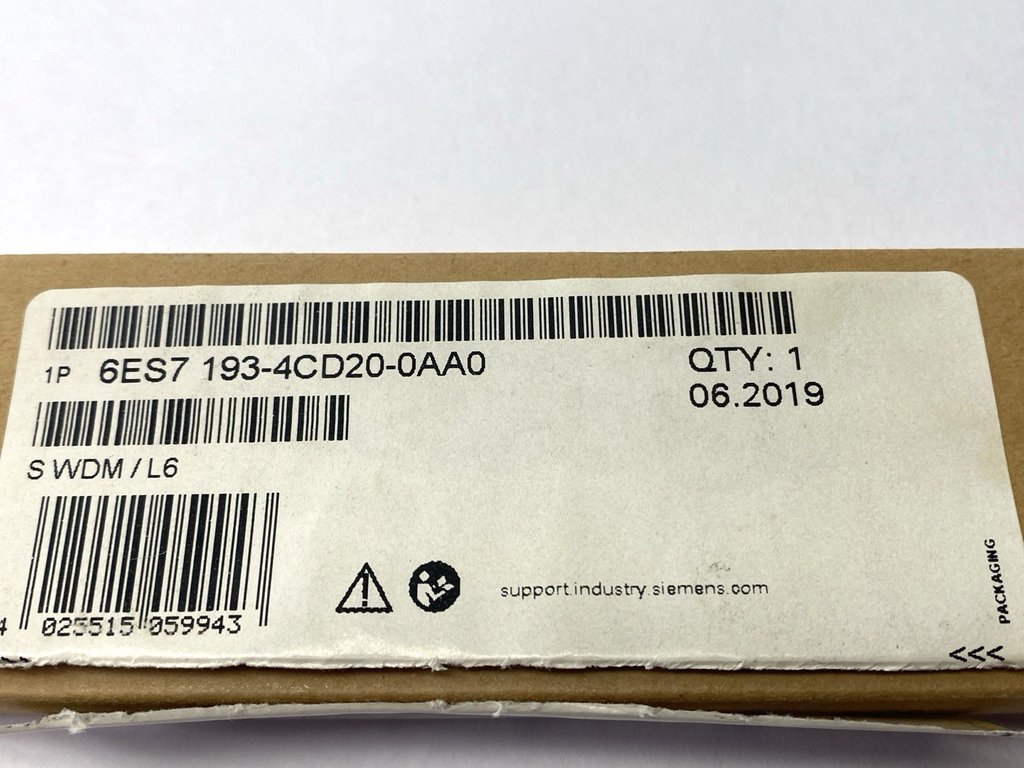 1P 6ES7 193-4CD20-0AA0
QTY: 1
06.2019
S WDM / L6
4 025515 059943
support.industry.siemens.com
PACKAGING